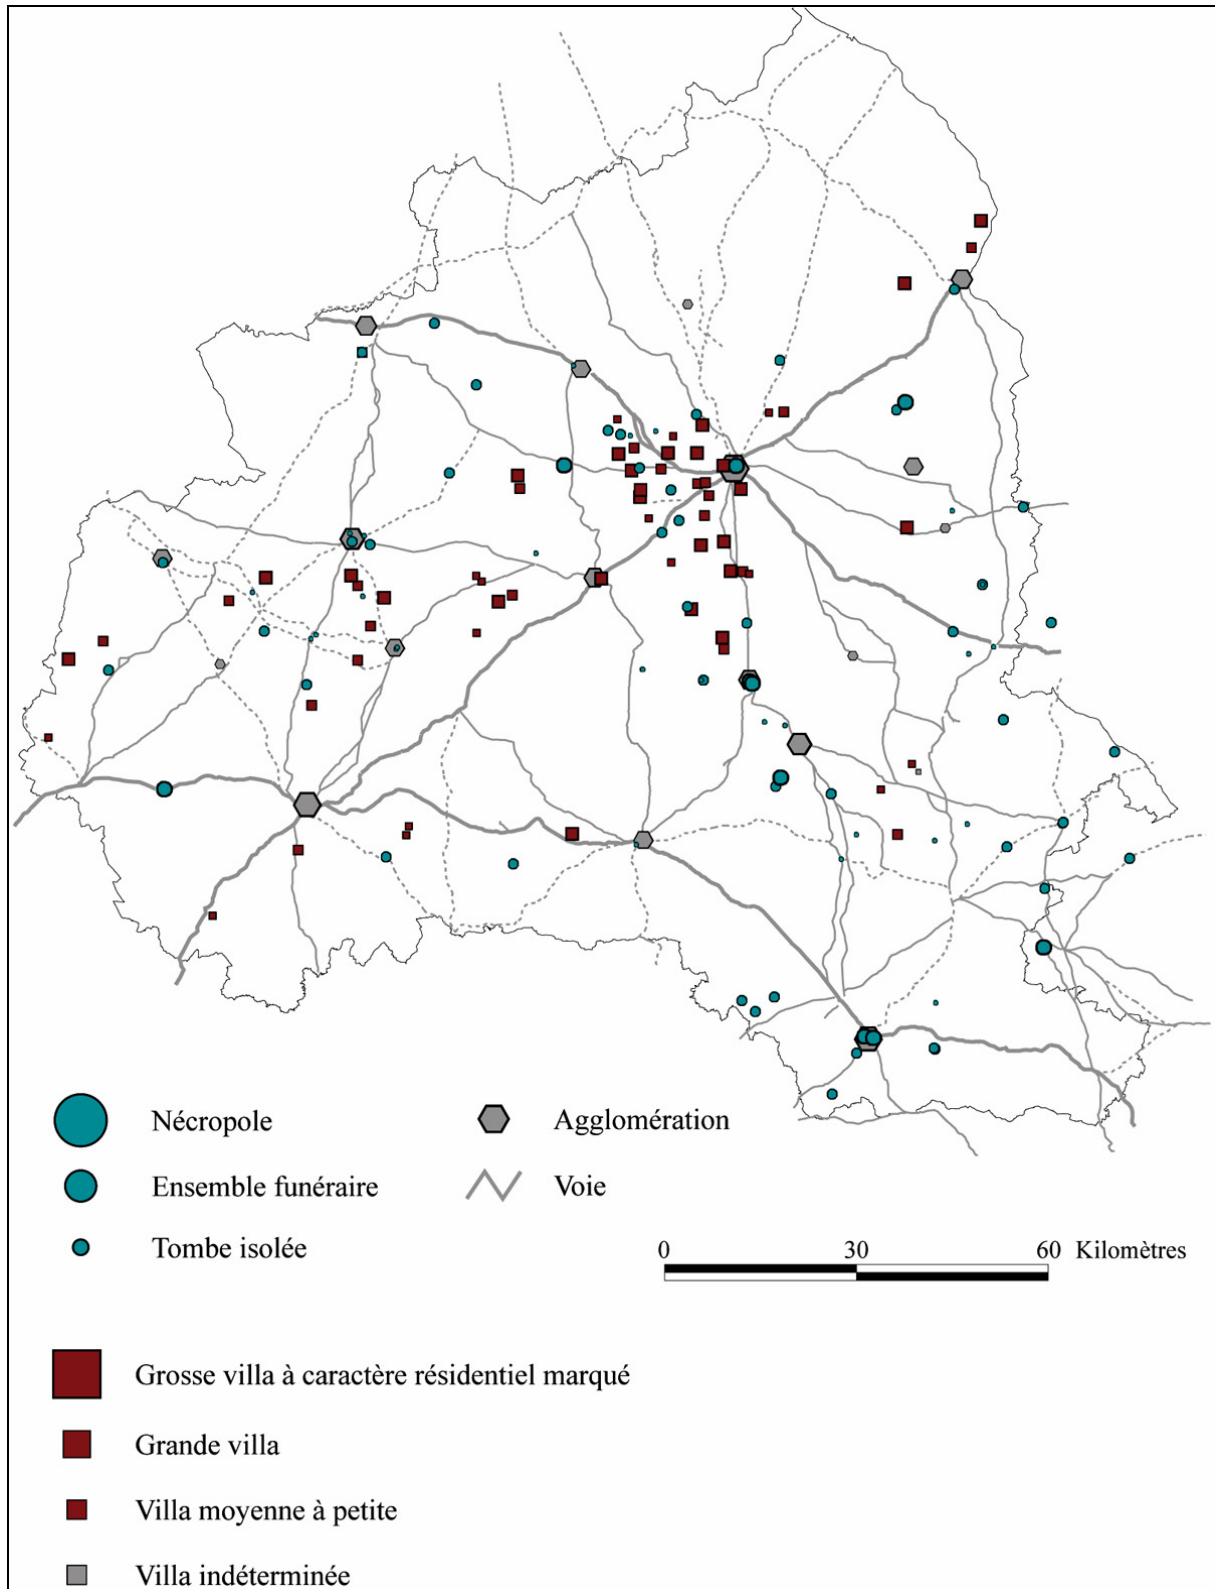 Nécropole
Agglomération
Ensemble funéraire
Voie
Tombe isolée
0 30 60 Kilomètres
Grosse villa à caractère résidentiel marqué
Grande villa
Villa moyenne à petite
Villa indéterminée